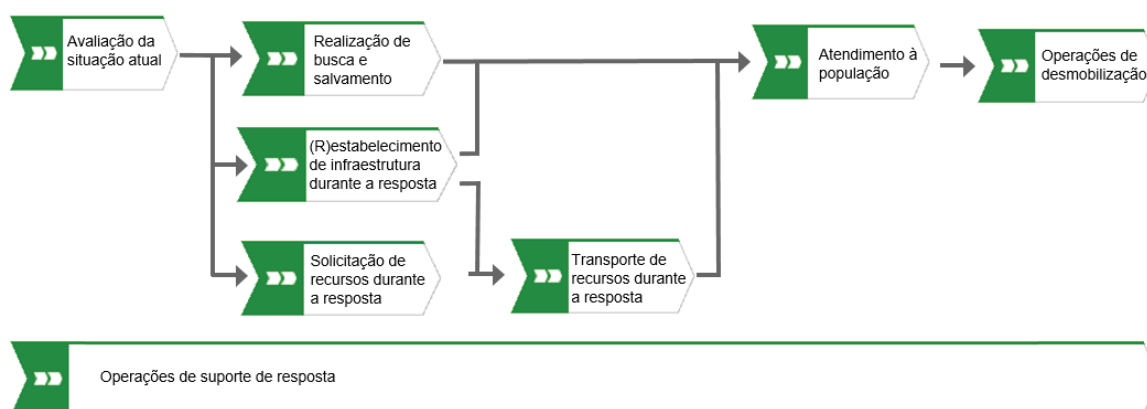 Avaliação da
situação atual
Realização de
busca e
salvamento
Atendimento à
população
Operações de
desmobilização
(R)estabelecimento
de infraestrutura
durante a resposta
Solicitação de
recursos durante
a resposta
Transporte de
recursos durante
a resposta
Operações de suporte de resposta